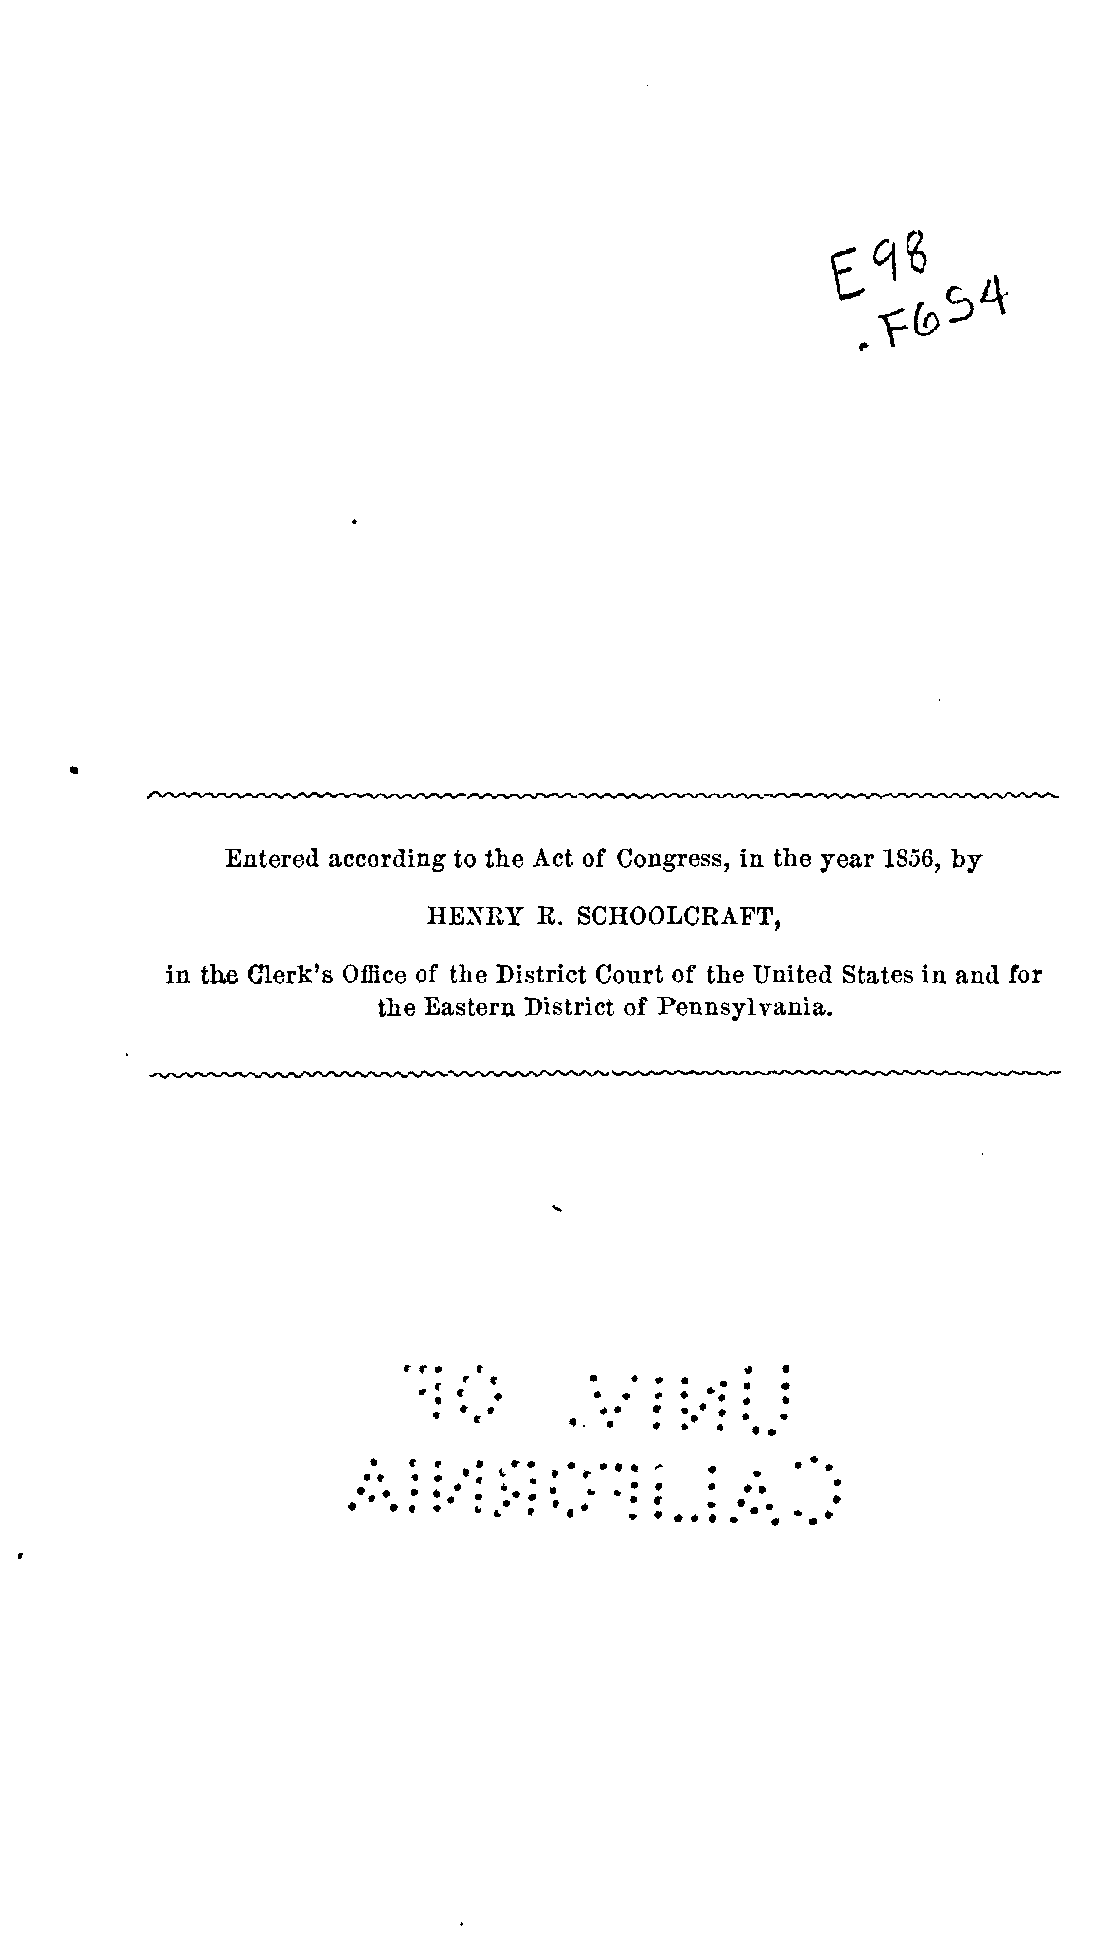 E98
.F6S4
Entered according to the Act of Congress, in the year 1856, by
HENRY R. SCHOOLCRAFT,
in the Clerk's Office of the District Court of the United States in and for
the Eastern District of Pennsylvania.
UNIV. OF
CALIFORNIA